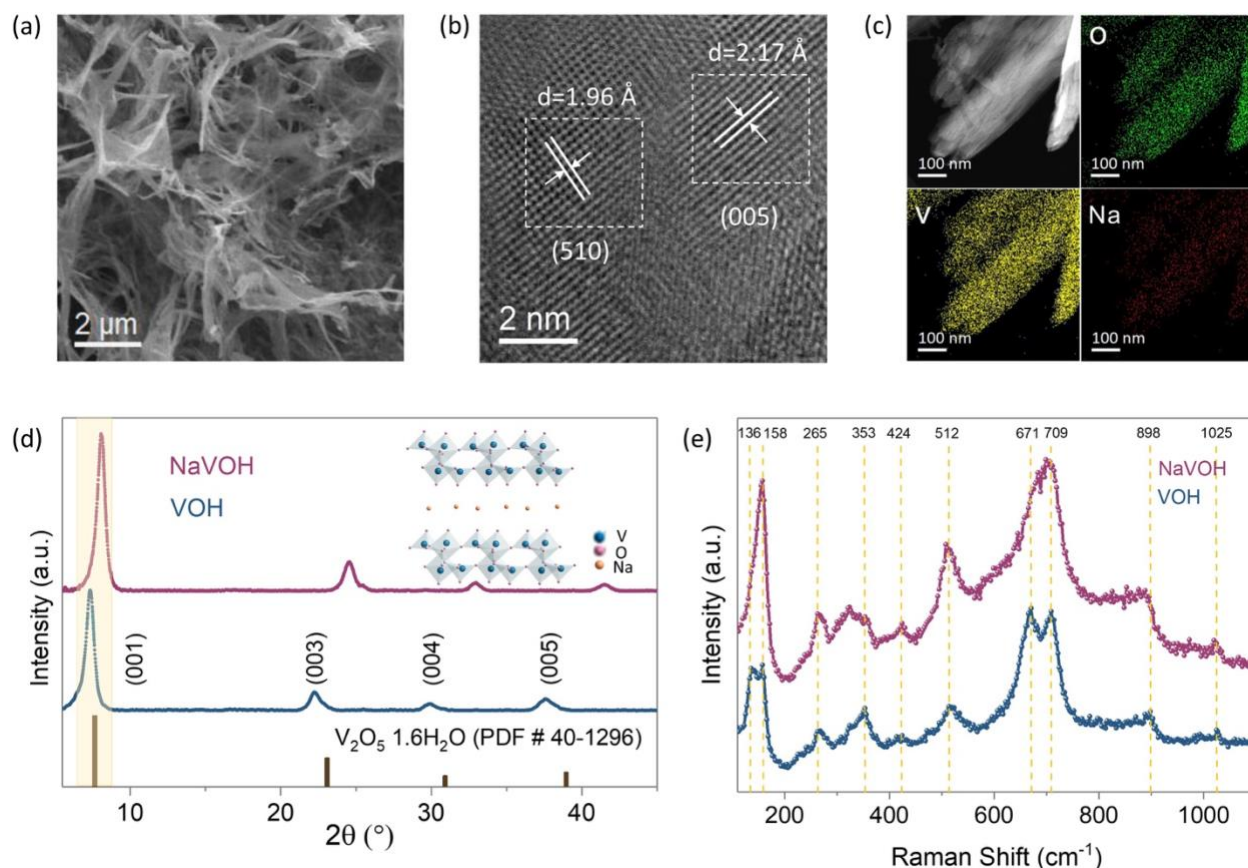 (a)
2 μm
(b)
d=1.96 Å
d=2.17 Å
(510)
(005)
2 nm
(c)
100 nm
O
100 nm
V
100 nm
Na
100 nm
(d)
NaVOH
VOH
V
O
Na
(001)
(003)
(004)
(005)
V₂O₅ 1.6H₂O (PDF # 40-1296)
Intensity (a.u.)
10
20
30
40
2θ (°)
(e)
136 158 265 353 424 512 671 709 898 1025
NaVOH
VOH
Intensity (a.u.)
200 400 600 800 1000
Raman Shift (cm⁻¹)